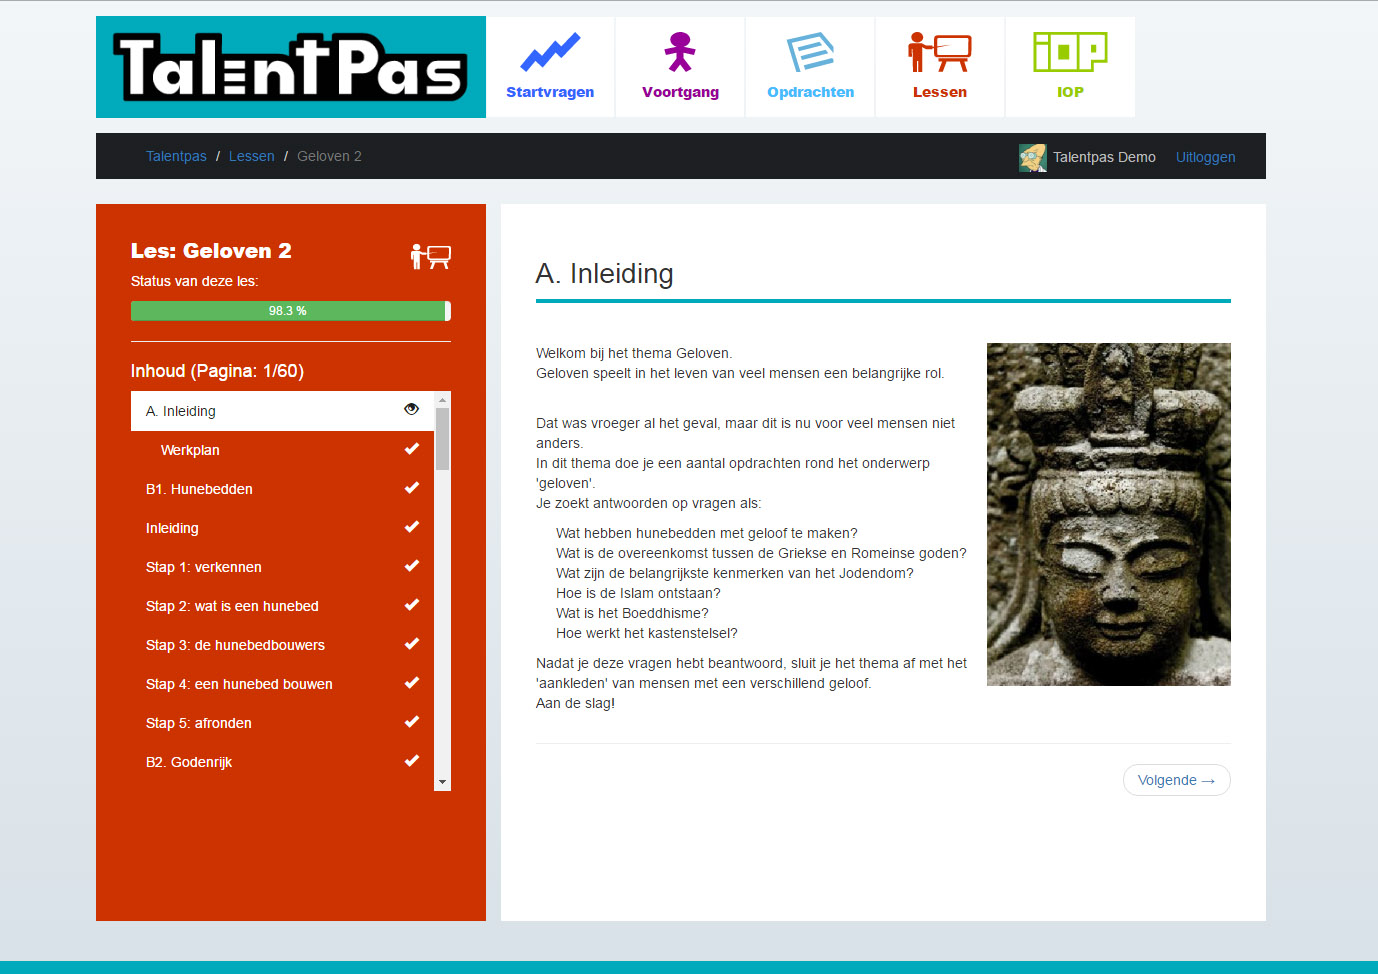 TalentPas
Startvragen
Voortgang
Opdrachten
Lessen
IOP
Talentpas / Lessen / Geloven 2
Talentpas Demo
Uitloggen
Les: Geloven 2
Status van deze les:
98.3 %
Inhoud (Pagina: 1/60)
A. Inleiding
Werkplan
B1. Hunebedden
Inleiding
Stap 1: verkennen
Stap 2: wat is een hunebed
Stap 3: de hunebedbouwers
Stap 4: een hunebed bouwen
Stap 5: afronden
B2. Godenrijk
A. Inleiding
Welkom bij het thema Geloven.
Geloven speelt in het leven van veel mensen een belangrijke rol.
Dat was vroeger al het geval, maar dit is nu voor veel mensen niet
anders.
In dit thema doe je een aantal opdrachten rond het onderwerp
'geloven'.
Je zoekt antwoorden op vragen als:
Wat hebben hunebedden met geloof te maken?
Wat is de overeenkomst tussen de Griekse en Romeinse goden?
Wat zijn de belangrijkste kenmerken van het Jodendom?
Hoe is de Islam ontstaan?
Wat is het Boeddhisme?
Hoe werkt het kastenstelsel?
Nadat je deze vragen hebt beantwoord, sluit je het thema af met het
'aankleden' van mensen met een verschillend geloof.
Aan de slag!
Volgende →